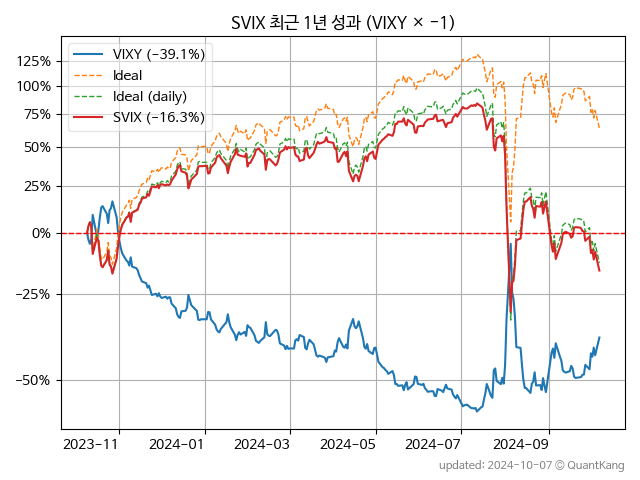 SVIX 최근 1년 성과 (VIXY × −1)
VIXY (−39.1%)
Ideal
Ideal (daily)
SVIX (−16.3%)
125%
100%
75%
50%
25%
0%
−25%
−50%
2023-11
2024-01
2024-03
2024-05
2024-07
2024-09
updated: 2024-10-07 © QuantKang